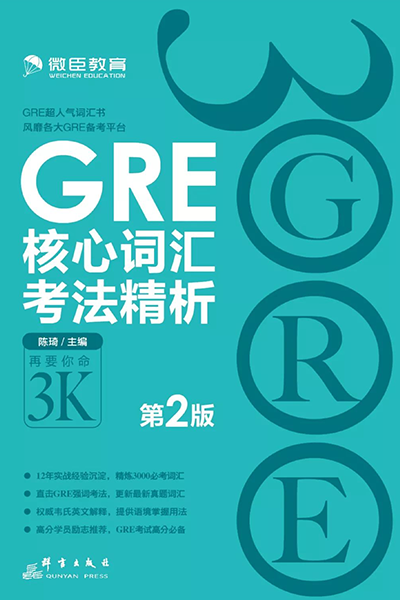 微臣教育
WEICHEN EDUCATION
GRE超人气词汇书
风靡各大GRE备考平台
GRE
核心词汇
考法精析
陈琦/主编
再要你命
3K
第2版
3GRE
12年实战经验沉淀，精炼3000必考词汇
直击GRE强词考法，更新最新真题词汇
权威韦氏英文解释，提供语境掌握用法
高分学员励志推荐，GRE考试高分必备
群言出版社
QUNYAN PRESS